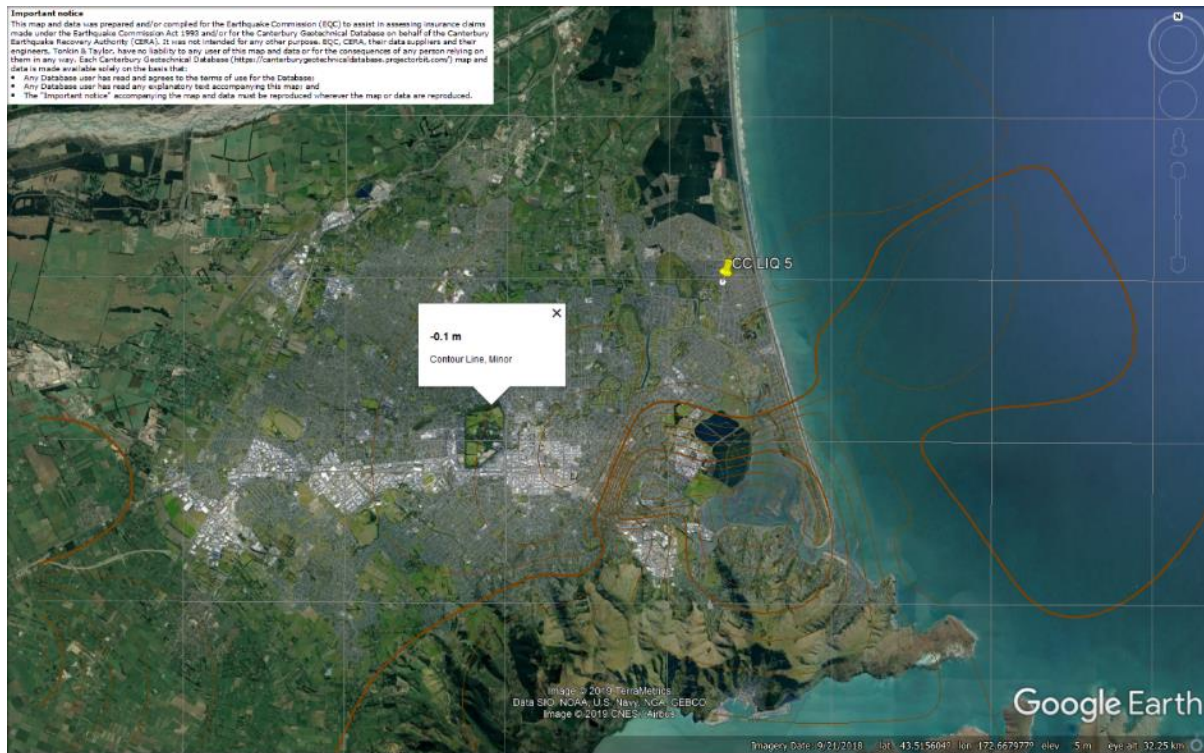 Important notice
This map and data was prepared and/or compiled for the Earthquake Commission (EQC) to assist in assessing insurance claims
made under the Earthquake Commission Act 1993 and/or for the Canterbury Geotechnical Database on behalf of the Canterbury
Earthquake Recovery Authority (CERA). It was not intended for any other purpose. EQC, CERA, their data suppliers and their
engineers, Tonkin & Taylor, have no liability to any user of this map and data or for the consequences of any person relying on
them in any way. Each Canterbury Geotechnical Database (https://canterburygeotechnicaldatabase.projectorbit.com/) map and
data is made available solely on the basis that:
▪ Any Database user has read and agrees to the terms of use for the Database;
▪ Any Database user has read any explanatory text accompanying this map; and
▪ The "Important notice" accompanying the map and data must be reproduced wherever the map or data are reproduced.
N
CC LIQ 5
-0.1 m
Contour Line, Minor
Image © 2019 TerraMetrics
Data SIO, NOAA, U.S. Navy, NGA, GEBCO
Image © 2019 CNES / Airbus
Google Earth
Imagery Date: 9/21/2018 lat -43.515604° lon 172.667977° elev 5 m eye alt 32.25 km